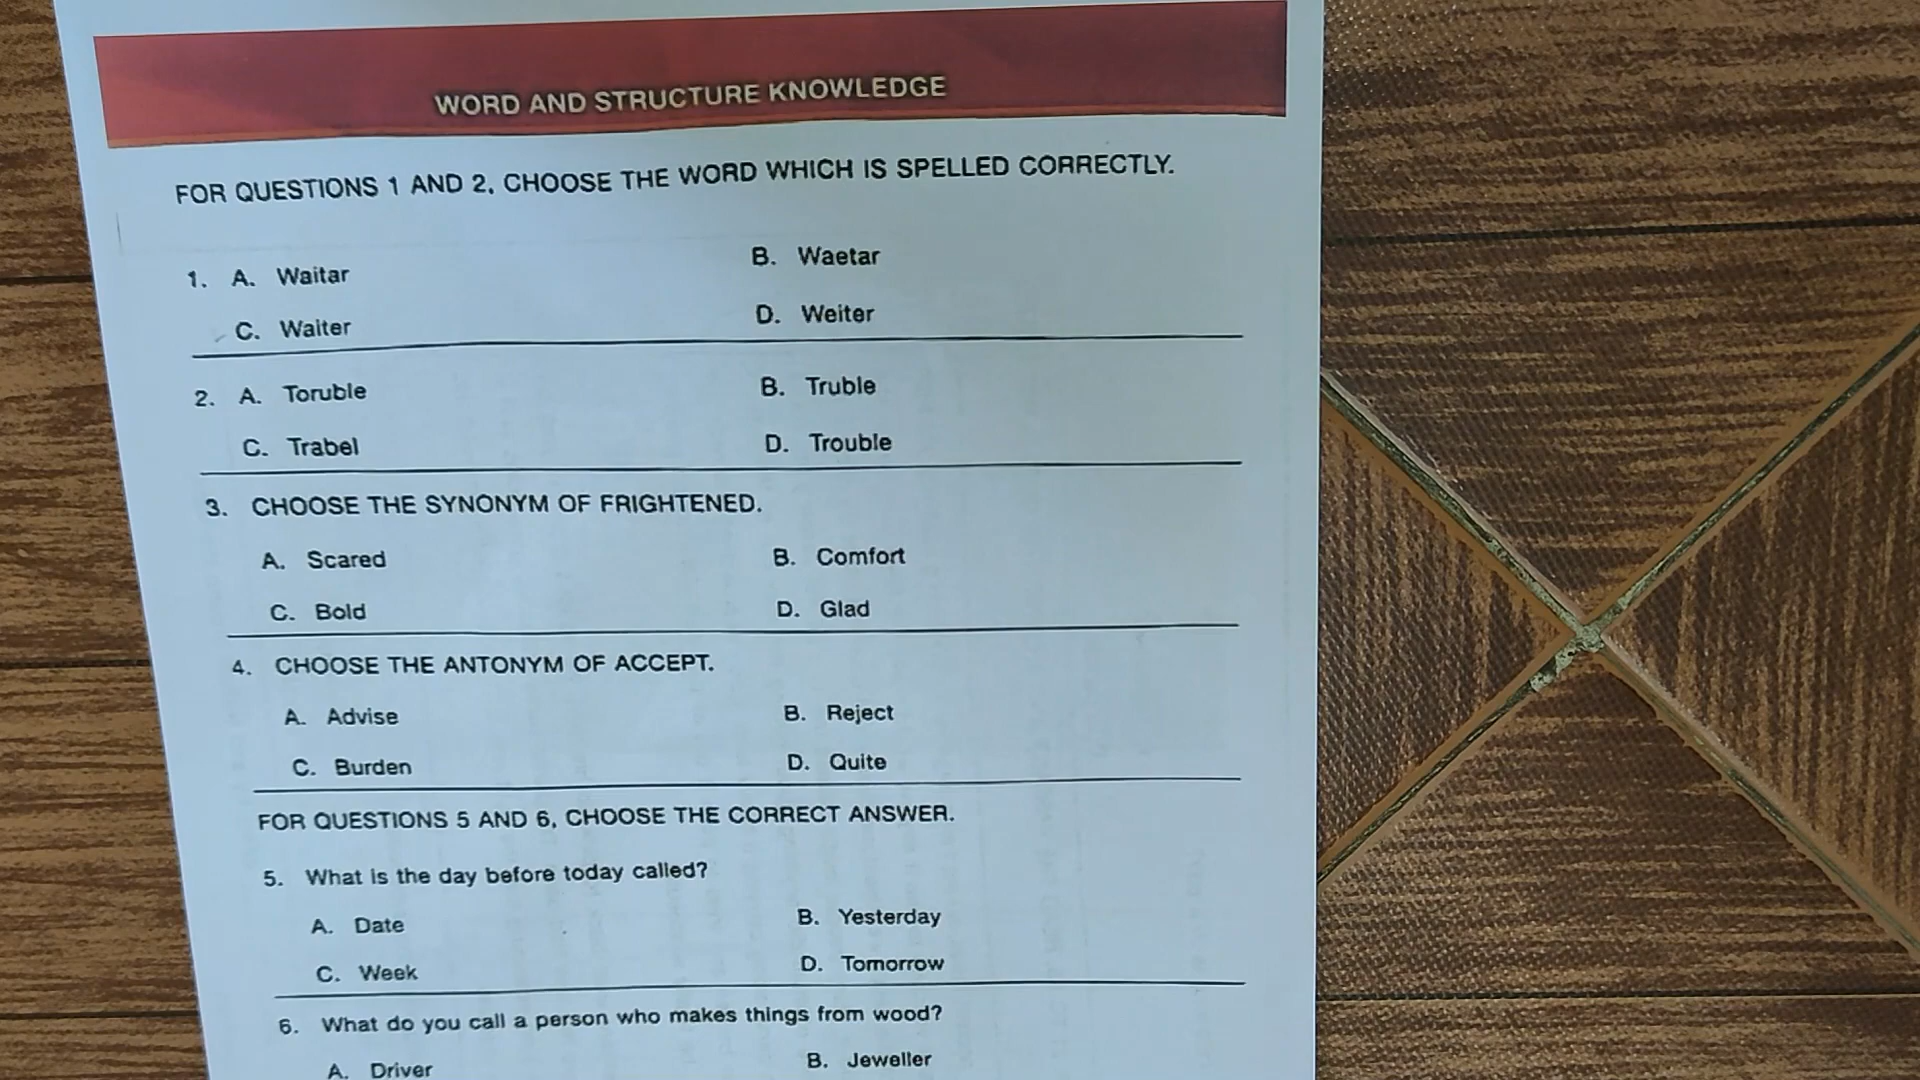 WORD AND STRUCTURE KNOWLEDGE
FOR QUESTIONS 1 AND 2, CHOOSE THE WORD WHICH IS SPELLED CORRECTLY.
1. A. Waitar B. Waetar
C. Waiter D. Weiter
2. A. Toruble B. Truble
C. Trabel D. Trouble
3. CHOOSE THE SYNONYM OF FRIGHTENED.
A. Scared B. Comfort
C. Bold D. Glad
4. CHOOSE THE ANTONYM OF ACCEPT.
A. Advise B. Reject
C. Burden D. Quite
FOR QUESTIONS 5 AND 6, CHOOSE THE CORRECT ANSWER.
5. What is the day before today called?
A. Date B. Yesterday
C. Week D. Tomorrow
6. What do you call a person who makes things from wood?
A. Driver B. Jeweller